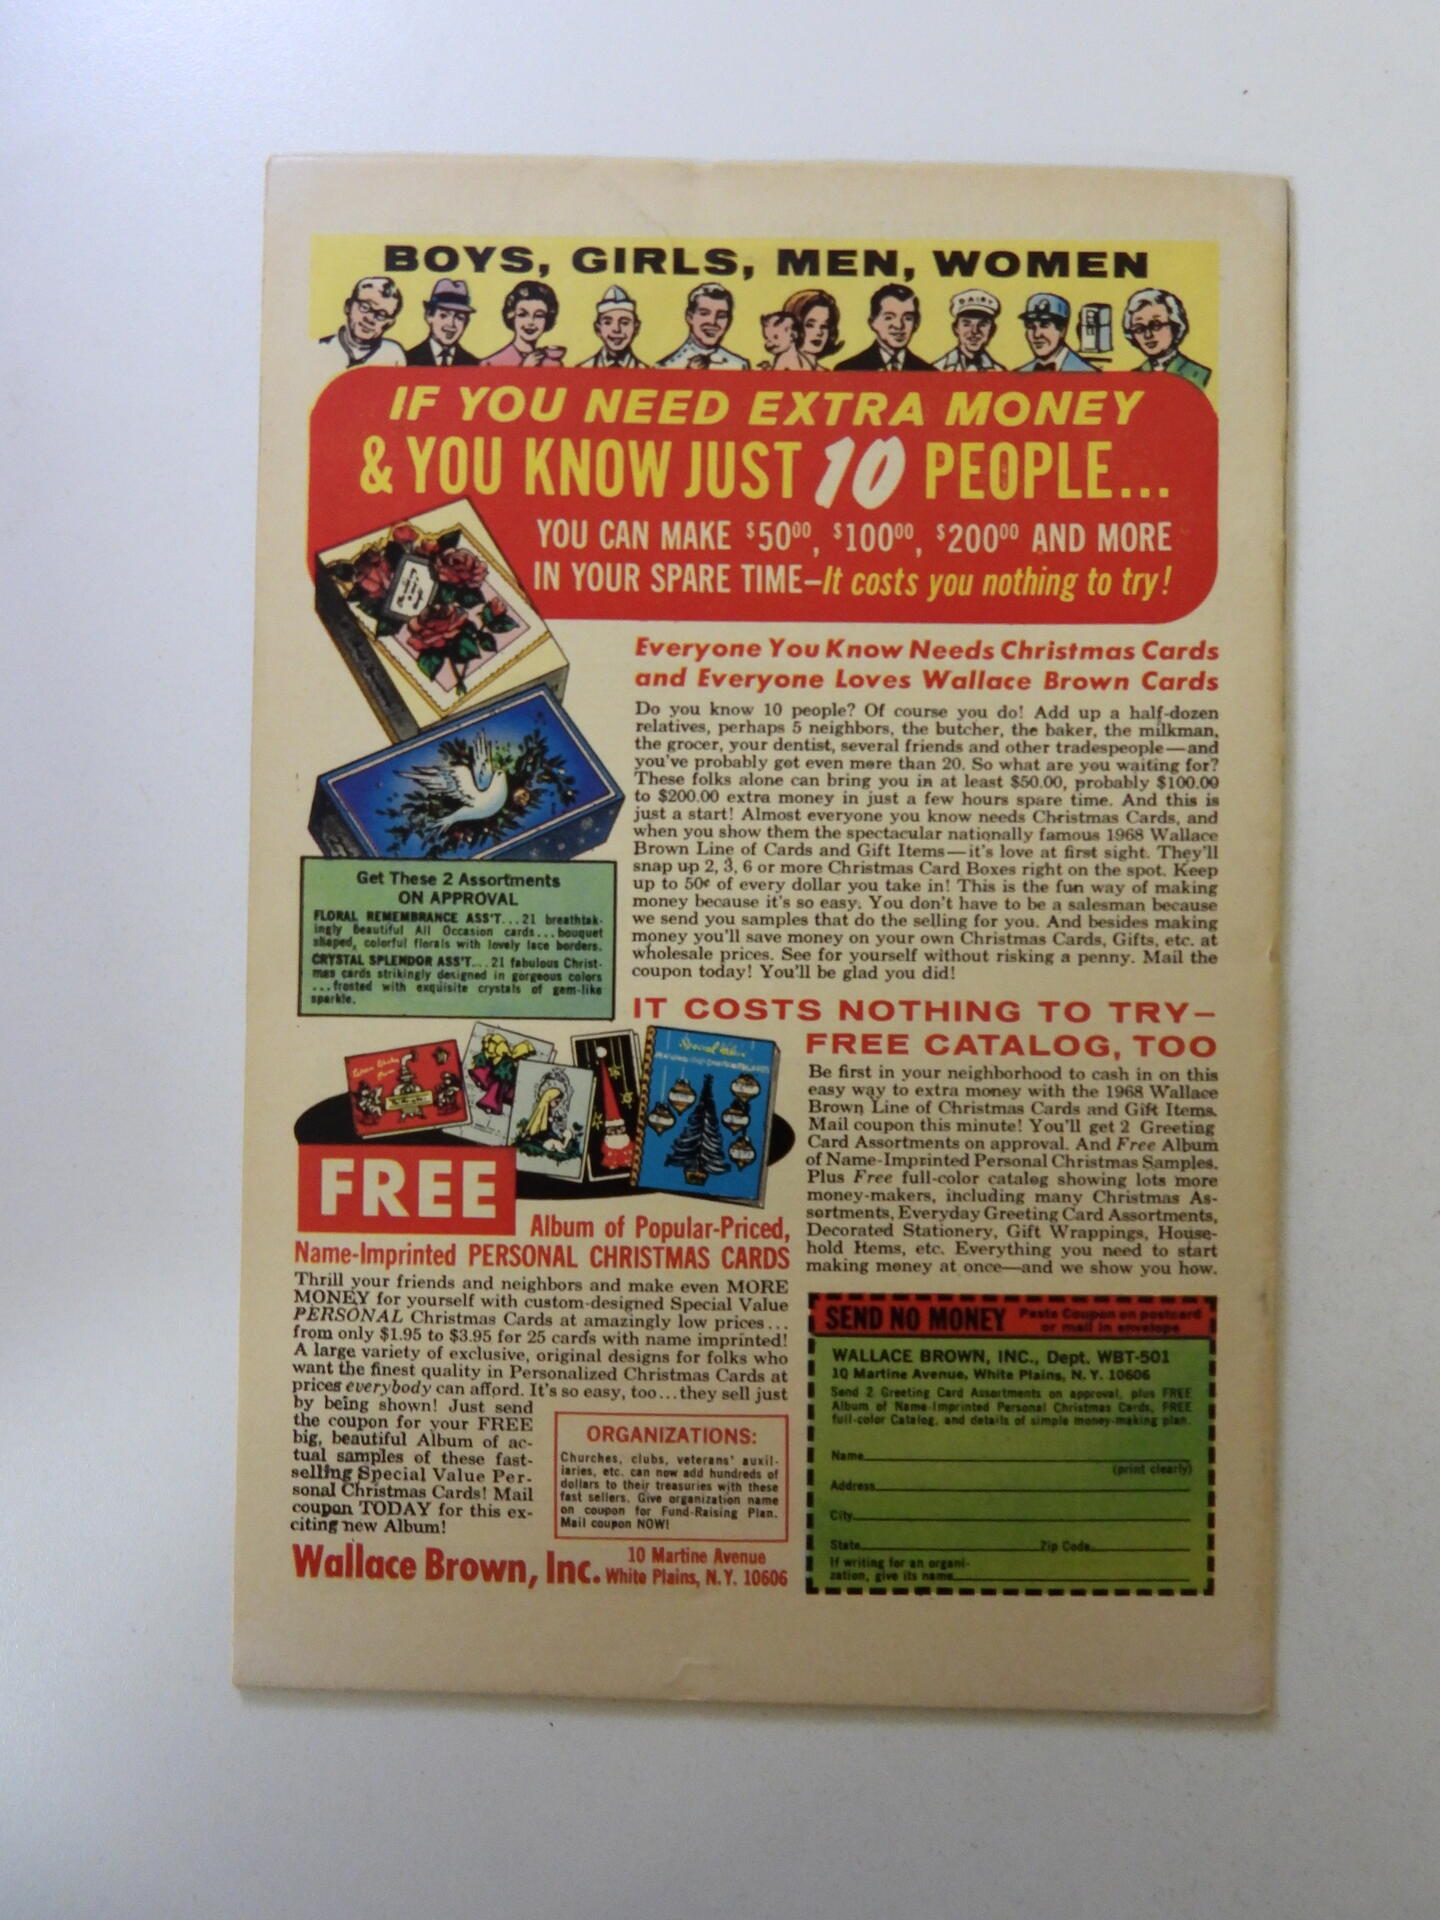 BOYS, GIRLS, MEN, WOMEN
DAIRY
IF YOU NEED EXTRA MONEY
& YOU KNOW JUST 10 PEOPLE...
YOU CAN MAKE $50⁰⁰, $100⁰⁰, $200⁰⁰ AND MORE
IN YOUR SPARE TIME—It costs you nothing to try!
Everyone You Know Needs Christmas Cards
and Everyone Loves Wallace Brown Cards
Do you know 10 people? Of course you do! Add up a half-dozen
relatives, perhaps 5 neighbors, the butcher, the baker, the milkman,
the grocer, your dentist, several friends and other tradespeople—and
you've probably got even more than 20. So what are you waiting for?
These folks alone can bring you in at least $50.00, probably $100.00
to $200.00 extra money in just a few hours spare time. And this is
just a start! Almost everyone you know needs Christmas Cards, and
when you show them the spectacular nationally famous 1968 Wallace
Brown Line of Cards and Gift Items—it's love at first sight. They'll
snap up 2, 3, 6 or more Christmas Card Boxes right on the spot. Keep
up to 50¢ of every dollar you take in! This is the fun way of making
money because it's so easy. You don't have to be a salesman because
we send you samples that do the selling for you. And besides making
money you'll save money on your own Christmas Cards, Gifts, etc. at
wholesale prices. See for yourself without risking a penny. Mail the
coupon today! You'll be glad you did!
Get These 2 Assortments
ON APPROVAL
FLORAL REMEMBRANCE ASS'T...21 breathtak-
ingly Beautiful All Occasion cards...bouquet
shaped, colorful florals with lovely lace borders.
CRYSTAL SPLENDOR ASS'T...21 fabulous Christ-
mas cards strikingly designed in gorgeous colors
...frosted with exquisite crystals of gem-like
sparkle.
IT COSTS NOTHING TO TRY—
FREE CATALOG, TOO
Be first in your neighborhood to cash in on this
easy way to extra money with the 1968 Wallace
Brown Line of Christmas Cards and Gift Items.
Mail coupon this minute! You'll get 2 Greeting
Card Assortments on approval. And Free Album
of Name-Imprinted Personal Christmas Samples.
Plus Free full-color catalog showing lots more
money-makers, including many Christmas As-
sortments, Everyday Greeting Card Assortments,
Decorated Stationery, Gift Wrappings, House-
hold Items, etc. Everything you need to start
making money at once—and we show you how.
Special Value
FREE
Album of Popular-Priced,
Name-Imprinted PERSONAL CHRISTMAS CARDS
Thrill your friends and neighbors and make even MORE
MONEY for yourself with custom-designed Special Value
PERSONAL Christmas Cards at amazingly low prices...
from only $1.95 to $3.95 for 25 cards with name imprinted!
A large variety of exclusive, original designs for folks who
want the finest quality in Personalized Christmas Cards at
prices everybody can afford. It's so easy, too...they sell just
by being shown! Just send
the coupon for your FREE
big, beautiful Album of ac-
tual samples of these fast-
selling Special Value Per-
sonal Christmas Cards! Mail
coupon TODAY for this ex-
citing new Album!
ORGANIZATIONS:
Churches, clubs, veterans' auxil-
iaries, etc. can now add hundreds of
dollars to their treasuries with these
fast sellers. Give organization name
on coupon for Fund-Raising Plan.
Mail coupon NOW!
Wallace Brown, Inc. 10 Martine Avenue
White Plains, N.Y. 10606
SEND NO MONEY Paste Coupon on postcard
or mail in envelope
WALLACE BROWN, INC., Dept. WBT-501
10 Martine Avenue, White Plains, N. Y. 10606
Send 2 Greeting Card Assortments on approval, plus FREE
Album of Name-Imprinted Personal Christmas Cards, FREE
full-color Catalog, and details of simple money-making plan.
Name
(print clearly)
Address
City
State Zip Code
If writing for an organi-
zation, give its name